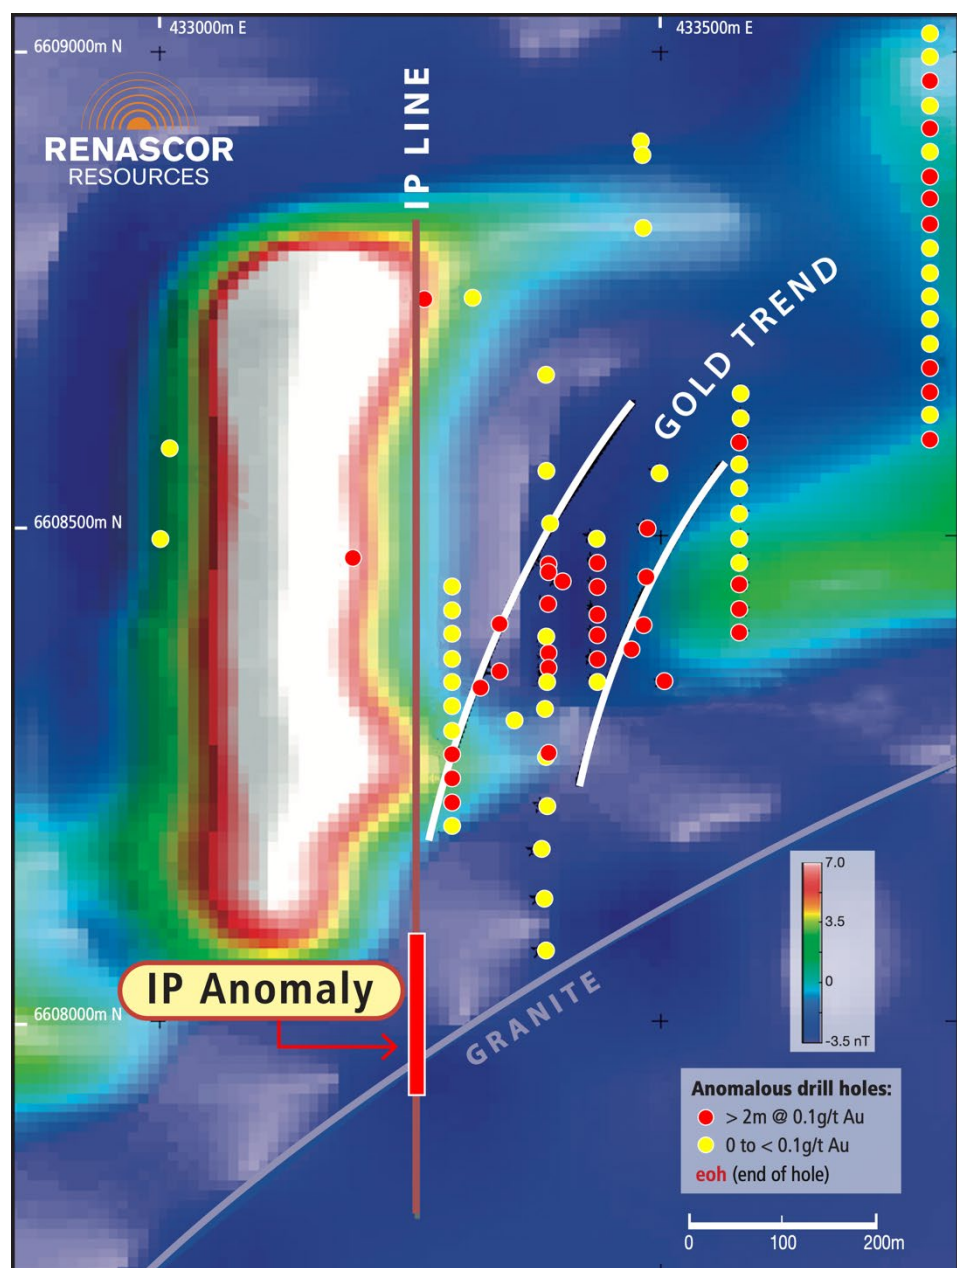 433000m E
433500m E
6609000m N
RENASCOR
RESOURCES
IP LINE
GOLD TREND
6608500m N
7.0
3.5
0
-3.5 nT
IP Anomaly
6608000m N
GRANITE
Anomalous drill holes:
> 2m @ 0.1g/t Au
0 to < 0.1g/t Au
eoh (end of hole)
0 100 200m